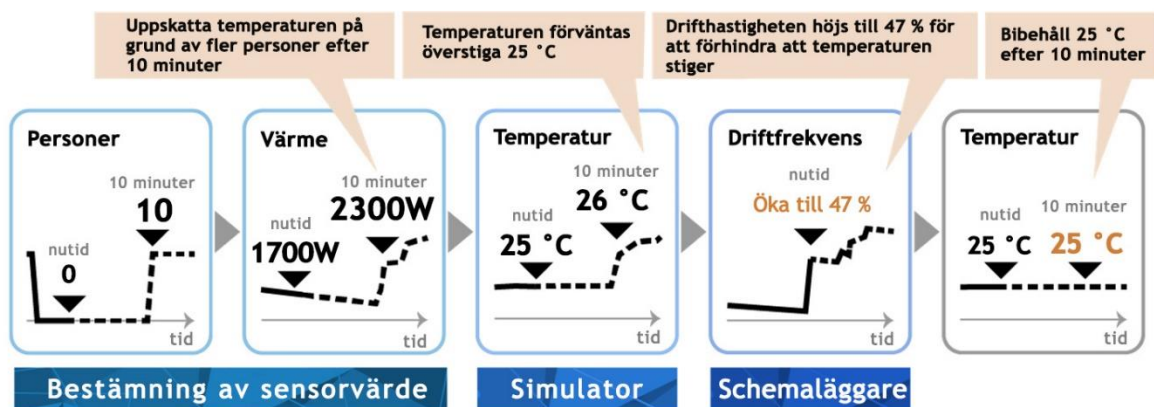 Uppskatta temperaturen på
grund av fler personer efter
10 minuter
Temperaturen förväntas
överstiga 25 °C
Drifthastigheten höjs till 47 % för
att förhindra att temperaturen
stiger
Bibehåll 25 °C
efter 10 minuter
Personer
10 minuter
10
nutid
0
tid
Värme
10 minuter
2300W
nutid
1700W
tid
Temperatur
10 minuter
26 °C
nutid
25 °C
tid
Driftfrekvens
nutid
Öka till 47 %
tid
Temperatur
10 minuter
nutid
25 °C
25 °C
tid
Bestämning av sensorvärde
Simulator
Schemaläggare